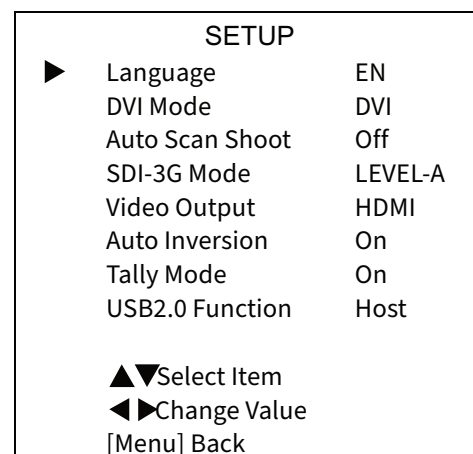 SETUP
▶ Language EN
DVI Mode DVI
Auto Scan Shoot Off
SDI-3G Mode LEVEL-A
Video Output HDMI
Auto Inversion On
Tally Mode On
USB2.0 Function Host
▲▼Select Item
◀▶Change Value
[Menu] Back